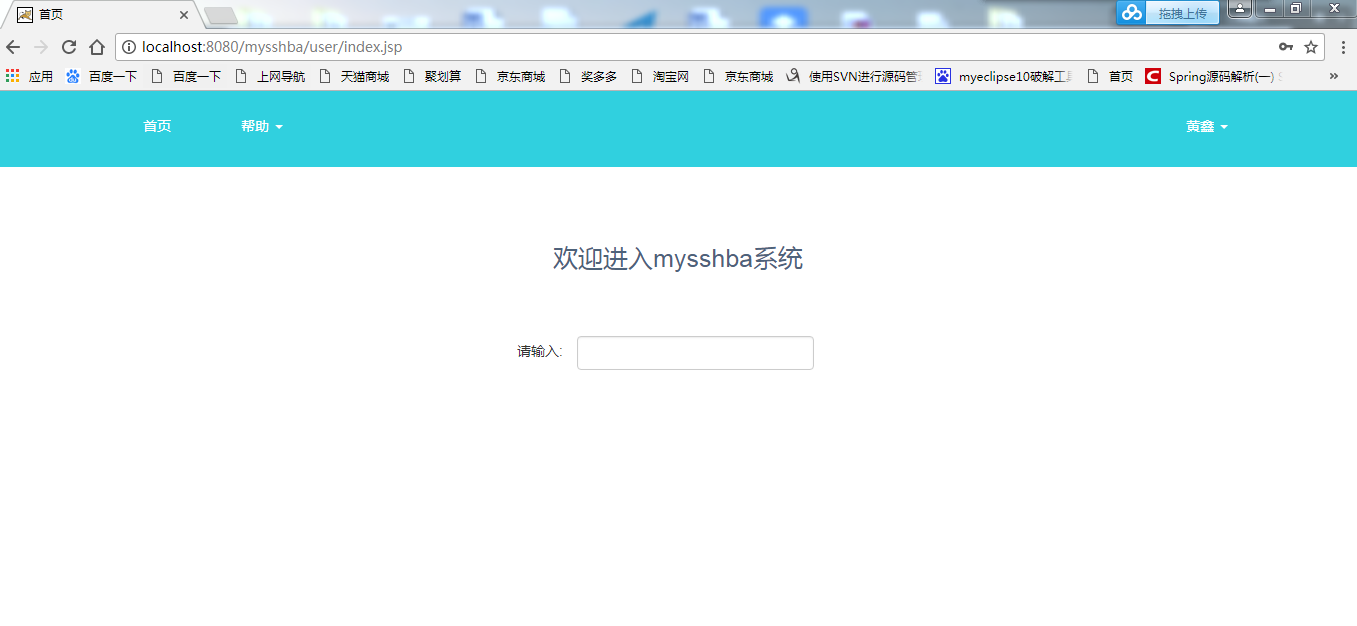 首页
拖拽上传
localhost:8080/mysshba/user/index.jsp
应用 百度一下 百度一下 上网导航 天猫商城 聚划算 京东商城 奖多多 淘宝网 京东商城 使用SVN进行源码管 myeclipse10破解工 首页 Spring源码解析(一) »
首页 帮助 黄鑫
欢迎进入mysshba系统
请输入: